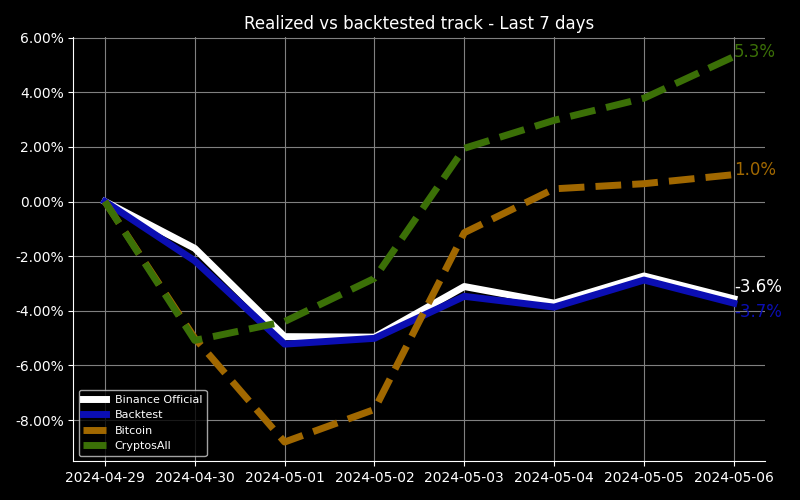 Realized vs backtested track - Last 7 days
6.00%
4.00%
2.00%
0.00%
-2.00%
-4.00%
-6.00%
-8.00%
5.3%
1.0%
-3.6%
-3.7%
Binance Official
Backtest
Bitcoin
CryptosAll
2024-04-29 2024-04-30 2024-05-01 2024-05-02 2024-05-03 2024-05-04 2024-05-05 2024-05-06